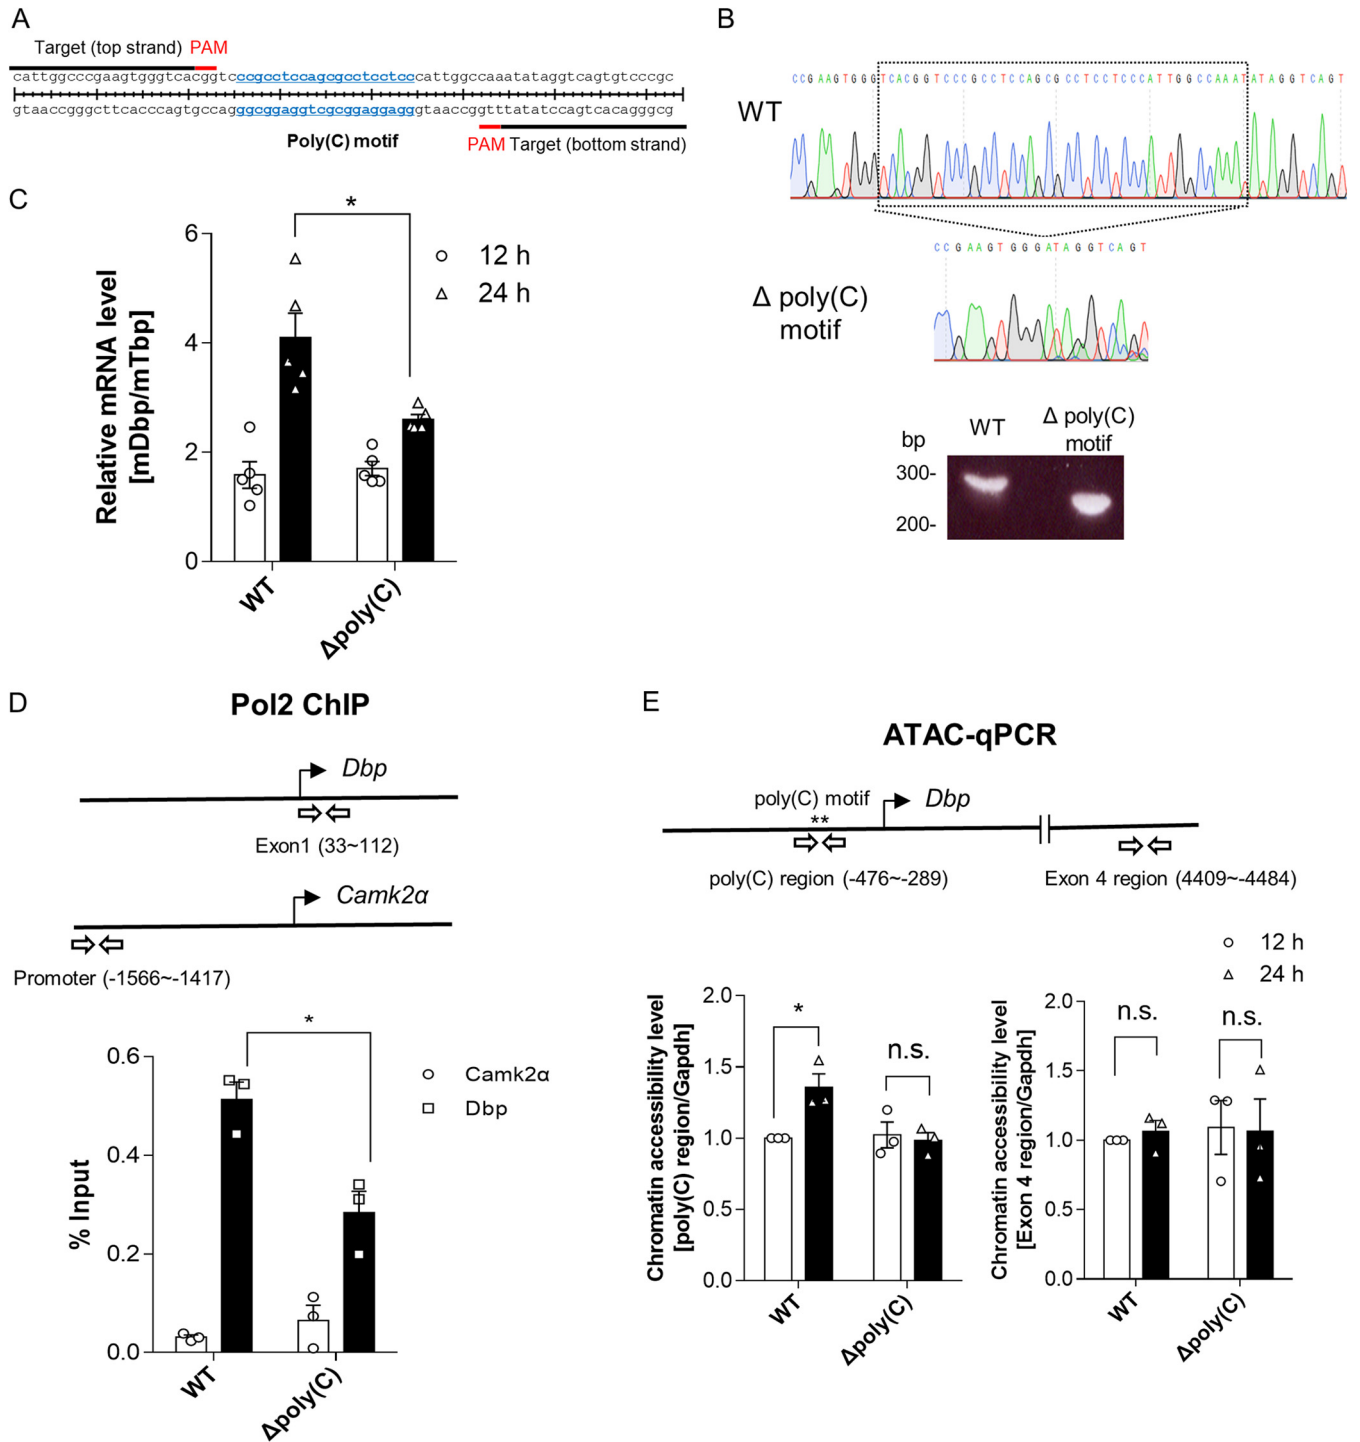 A
Target (top strand) PAM
cattggcccgaagtgggtcacggtcccgcctccagcgcctcctcccattggccaaatataggtcagtgtcccgc
gtaaccgggcttcacccagtgccagggcggaggtcgcggaggagggtaaccggtttatatccagtcacagggcg
Poly(C) motif
PAM Target (bottom strand)
B
CCGAAGTGGGTCACGGTCCCGCCTCCAGCGCCTCCTCCCATTGGCCAAATATAGGTCAGT
WT
CCGAAGTGGGATAGGTCAGT
Δ poly(C)
motif
bp
WT
Δ poly(C)
motif
300-
200-
C
*
12 h
24 h
Relative mRNA level
[mDbp/mTbp]
6
4
2
0
WT
Δpoly(C)
D
Pol2 ChIP
Dbp
Exon1 (33~112)
Camk2α
Promoter (-1566~-1417)
*
Camk2α
Dbp
% Input
0.6
0.4
0.2
0.0
WT
Δpoly(C)
E
ATAC-qPCR
poly(C) motif
**
Dbp
poly(C) region (-476~-289)
Exon 4 region (4409~-4484)
12 h
24 h
Chromatin accessibility level
[poly(C) region/Gapdh]
2.0
1.5
1.0
0.5
0.0
*
n.s.
WT
Δpoly(C)
Chromatin accessibility level
[Exon 4 region/Gapdh]
2.0
1.5
1.0
0.5
0.0
n.s.
n.s.
WT
Δpoly(C)